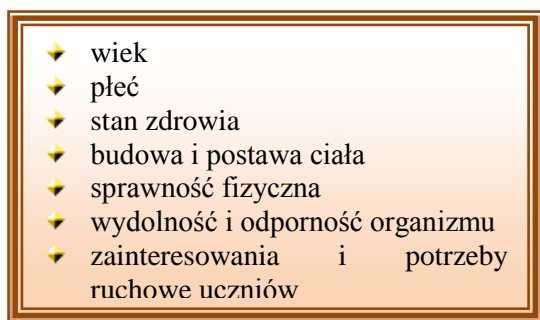 wiek
płeć
stan zdrowia
budowa i postawa ciała
sprawność fizyczna
wydolność i odporność organizmu
zainteresowania i potrzeby
ruchowe uczniów